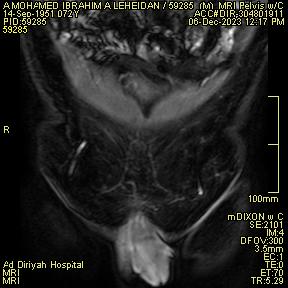 A MOHAMED IBRAHIM A LEHEIDAN / 59285 (M) MRI Pelvis w/C
14-Sep-1951 072Y ACC#DIR-304801911
PID:59285 06-Dec-2023 12:17 PM
59285
R
100mm
mDIXON w C
SE:2101
IM:4
DFOV:300
3.5mm
Ad Diriyah Hospital EC:1
MRI TE:0
MRI ET:70
TR:5.29